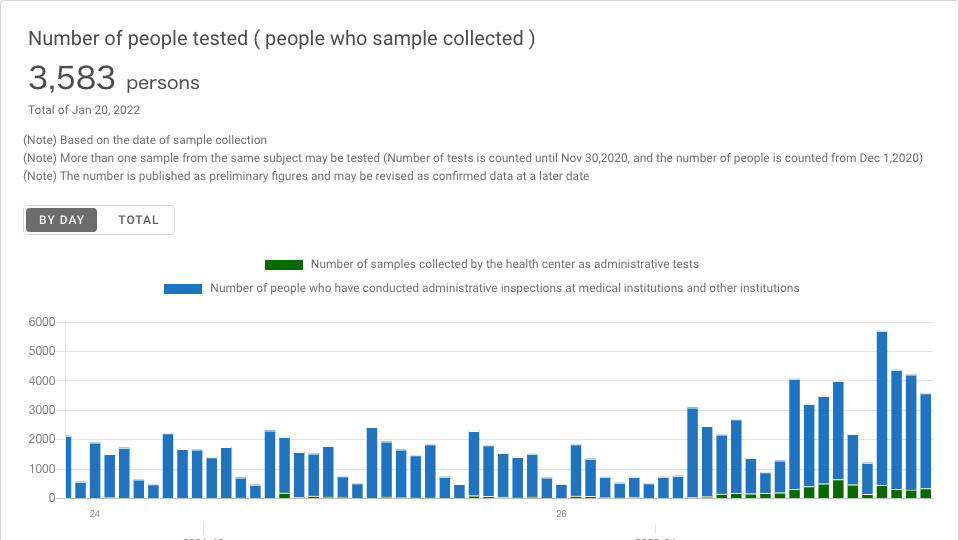 Number of people tested ( people who sample collected )
3,583 persons
Total of Jan 20, 2022
(Note) Based on the date of sample collection
(Note) More than one sample from the same subject may be tested (Number of tests is counted until Nov 30,2020, and the number of people is counted from Dec 1,2020)
(Note) The number is published as preliminary figures and may be revised as confirmed data at a later date
BY DAY TOTAL
Number of samples collected by the health center as administrative tests
Number of people who have conducted administrative inspections at medical institutions and other institutions
6000
5000
4000
3000
2000
1000
0
24 26